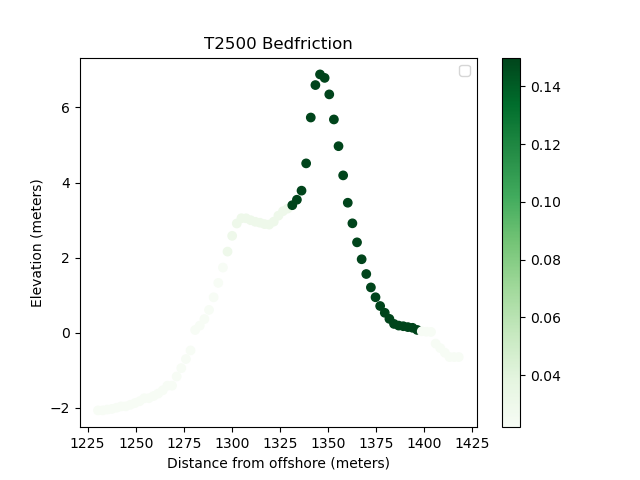 T2500 Bedfriction
Elevation (meters)
6
4
2
0
−2
1225 1250 1275 1300 1325 1350 1375 1400 1425
Distance from offshore (meters)
0.14
0.12
0.10
0.08
0.06
0.04